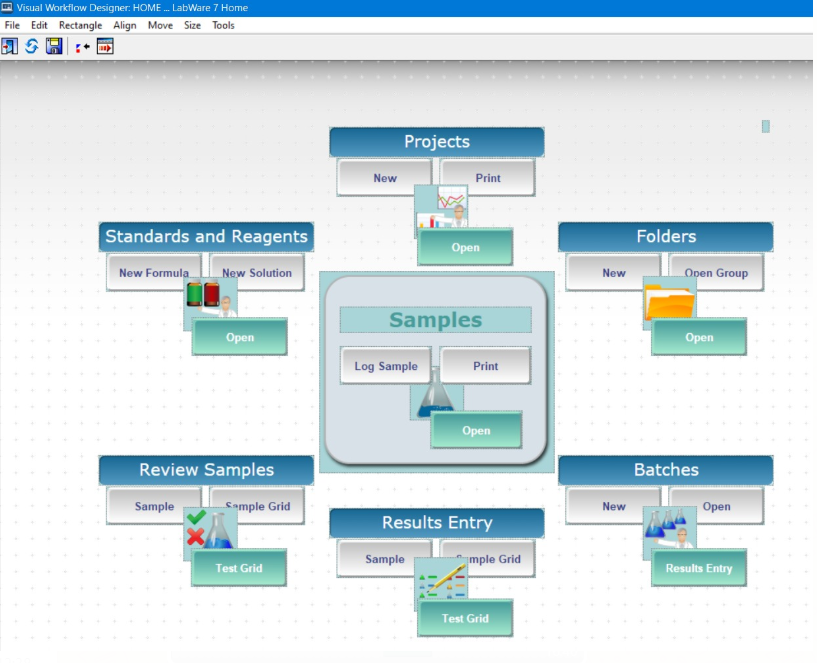 Visual Workflow Designer: HOME ... LabWare 7 Home
File Edit Rectangle Align Move Size Tools
Projects
New Print
Open
Standards and Reagents
New Formula New Solution
Open
Folders
New Open Group
Open
Samples
Log Sample Print
Open
Review Samples
Sample Sample Grid
Test Grid
Results Entry
Sample Sample Grid
Test Grid
Batches
New Open
Results Entry